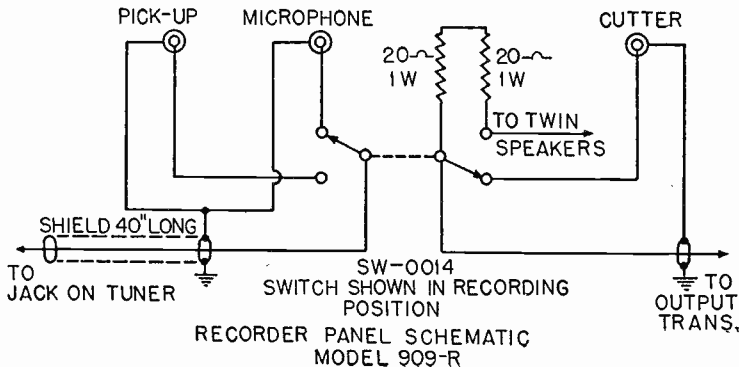 PICK-UP
MICROPHONE
CUTTER
20
1W
20
1W
TO TWIN
SPEAKERS
SHIELD 40" LONG
TO
JACK ON TUNER
SW-0014
SWITCH SHOWN IN RECORDING
POSITION
TO
OUTPUT
TRANS.
RECORDER PANEL SCHEMATIC
MODEL 909-R